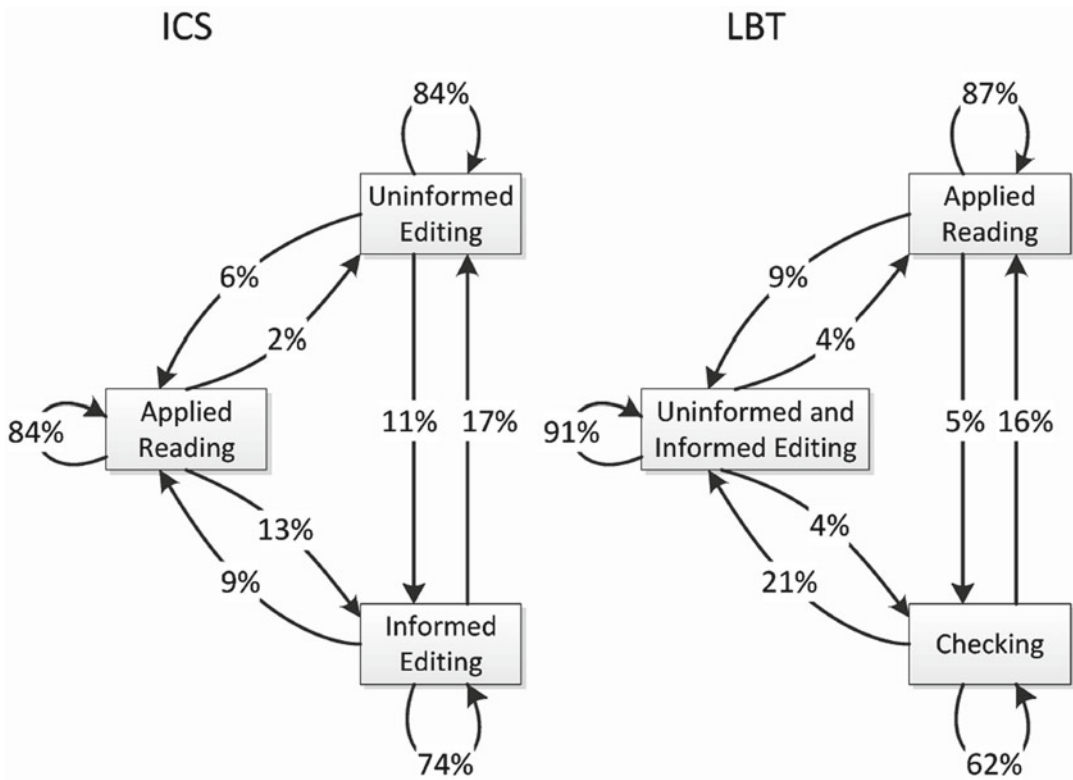 ICS
84%
Uninformed
Editing
6%
2%
Applied
Reading
84%
11%
17%
13%
9%
Informed
Editing
74%
LBT
87%
Applied
Reading
9%
4%
Uninformed and
Informed Editing
91%
5%
16%
4%
21%
Checking
62%